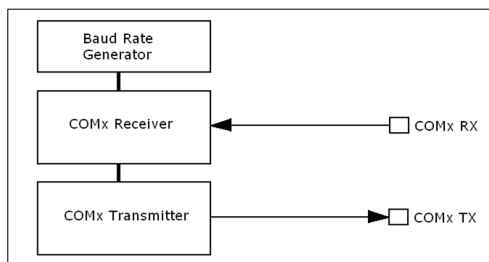 Baud Rate
Generator
COMx Receiver
COMx RX
COMx Transmitter
COMx TX